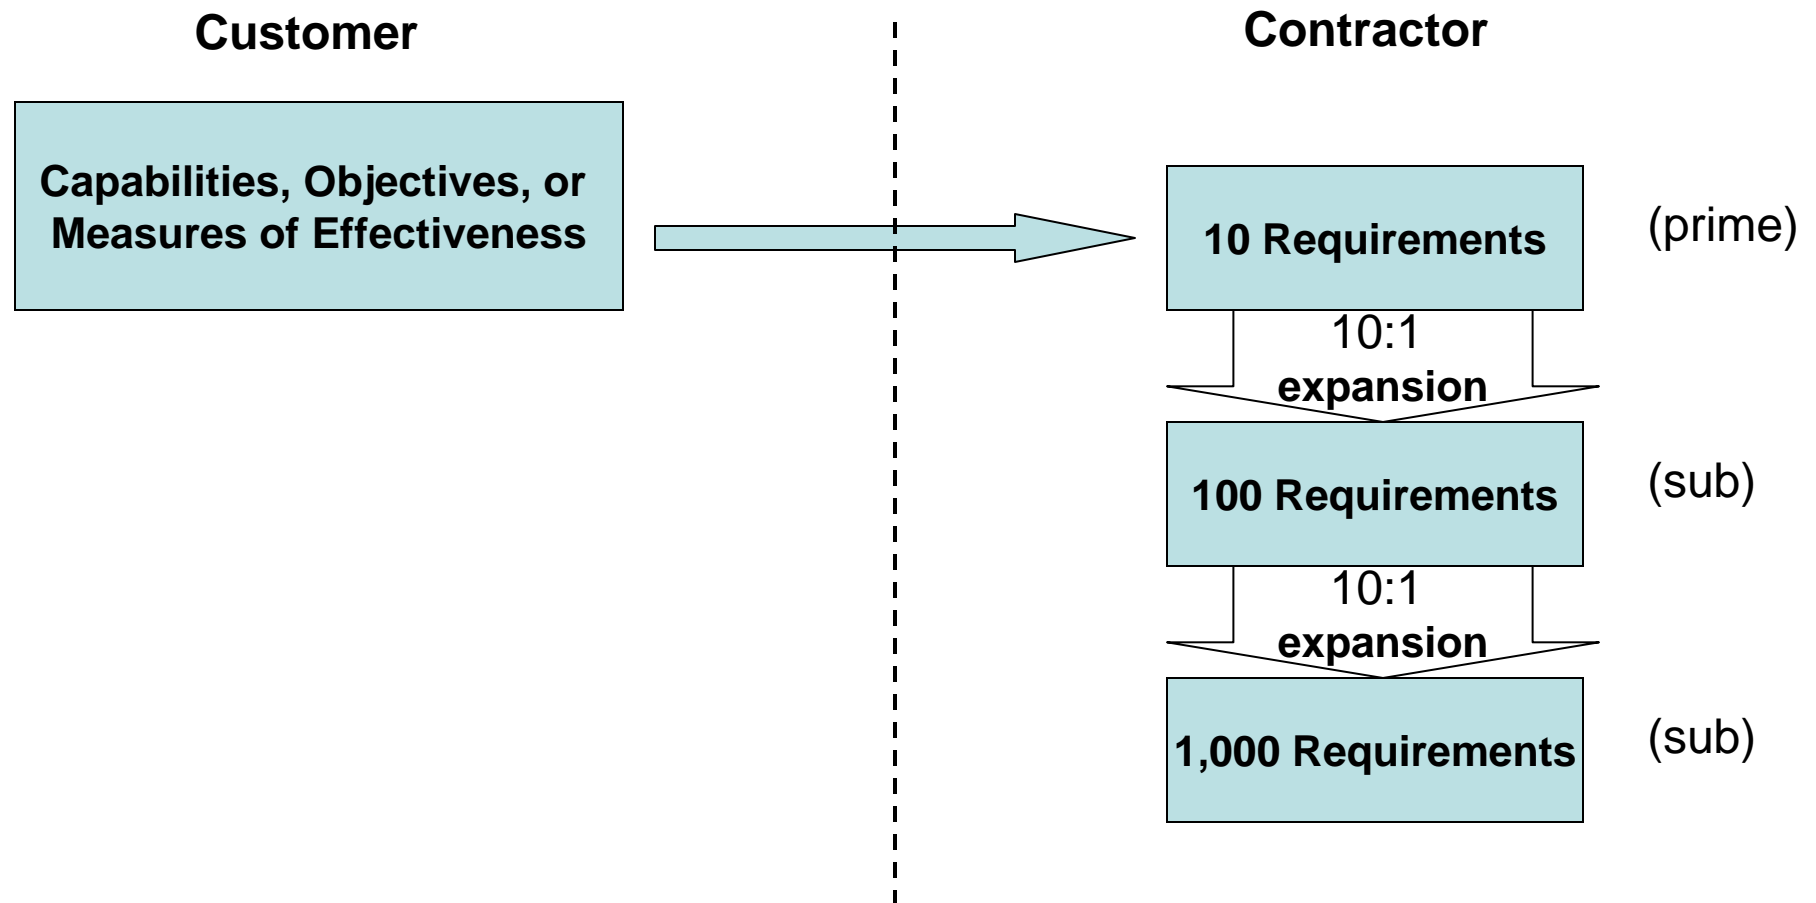 Customer
Contractor
Capabilities, Objectives, or
Measures of Effectiveness
10 Requirements
(prime)
10:1
expansion
100 Requirements
(sub)
10:1
expansion
1,000 Requirements
(sub)